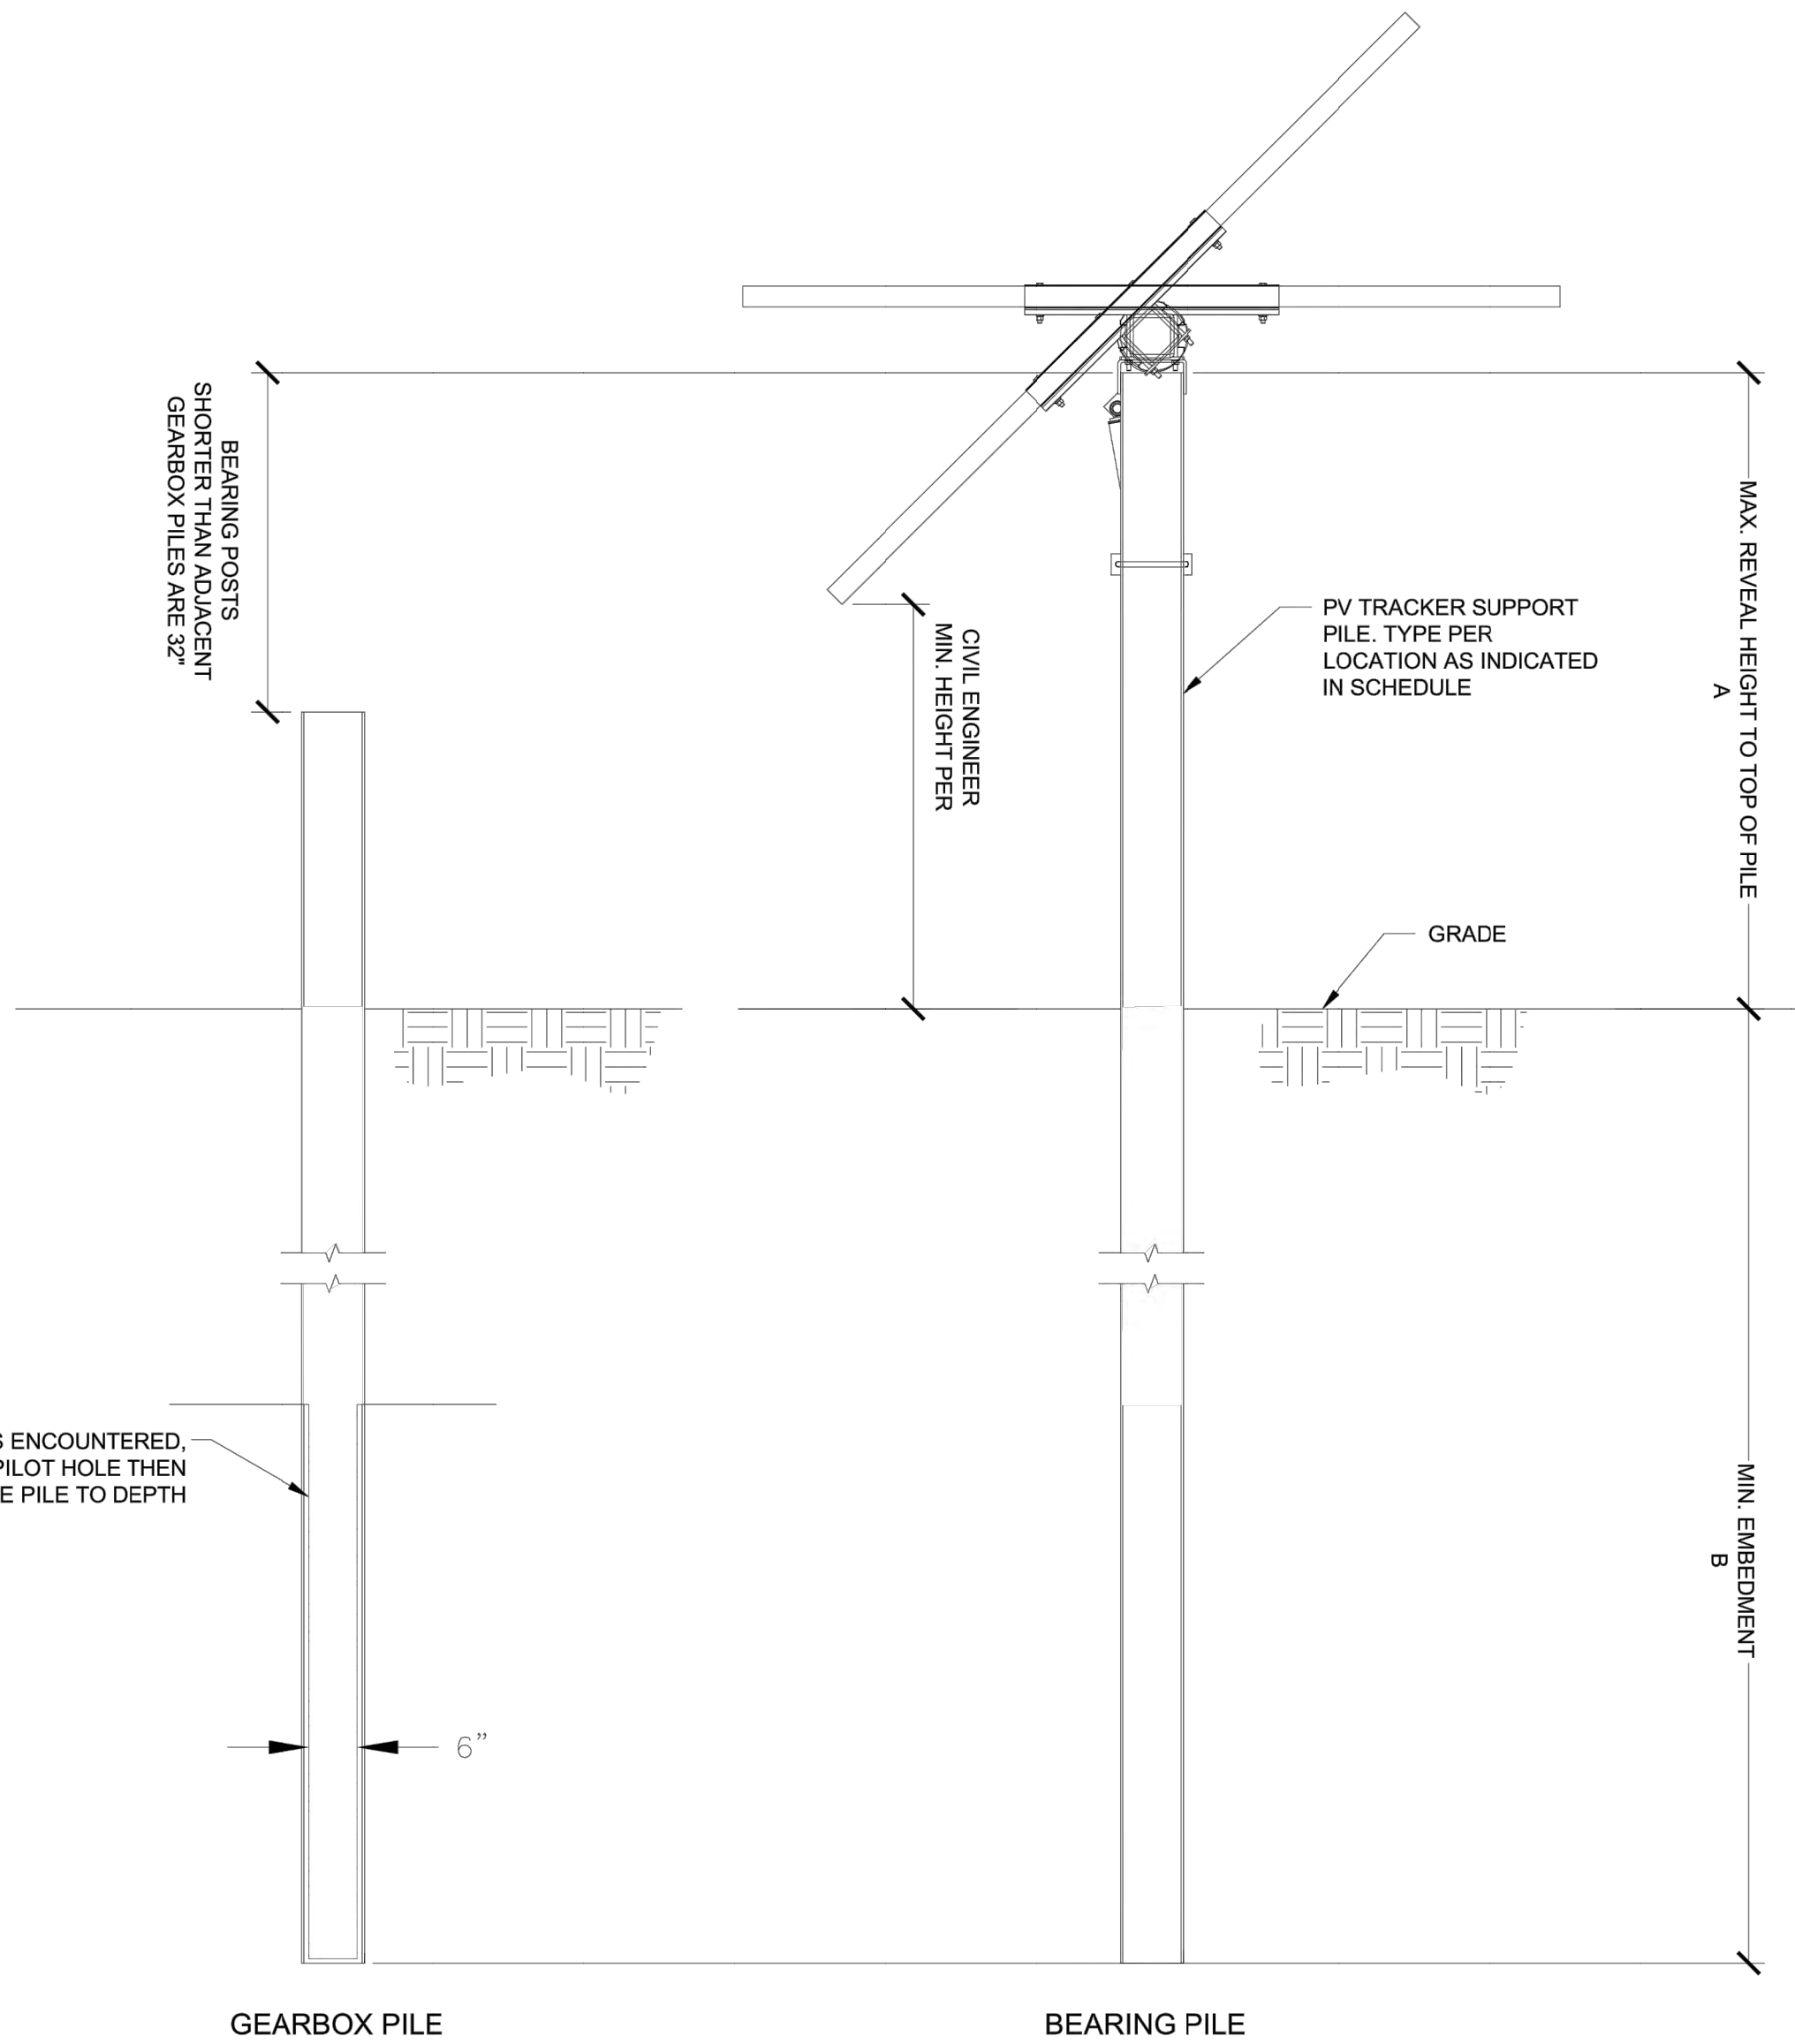 BEARING POSTS
SHORTER THAN ADJACENT
GEARBOX PILES ARE 32"
CIVIL ENGINEER
MIN. HEIGHT PER
PV TRACKER SUPPORT
PILE. TYPE PER
LOCATION AS INDICATED
IN SCHEDULE
MAX. REVEAL HEIGHT TO TOP OF PILE
A
GRADE
ENCOUNTERED,
PILOT HOLE THEN
PILE TO DEPTH
6"
MIN. EMBEDMENT
B
GEARBOX PILE
BEARING PILE